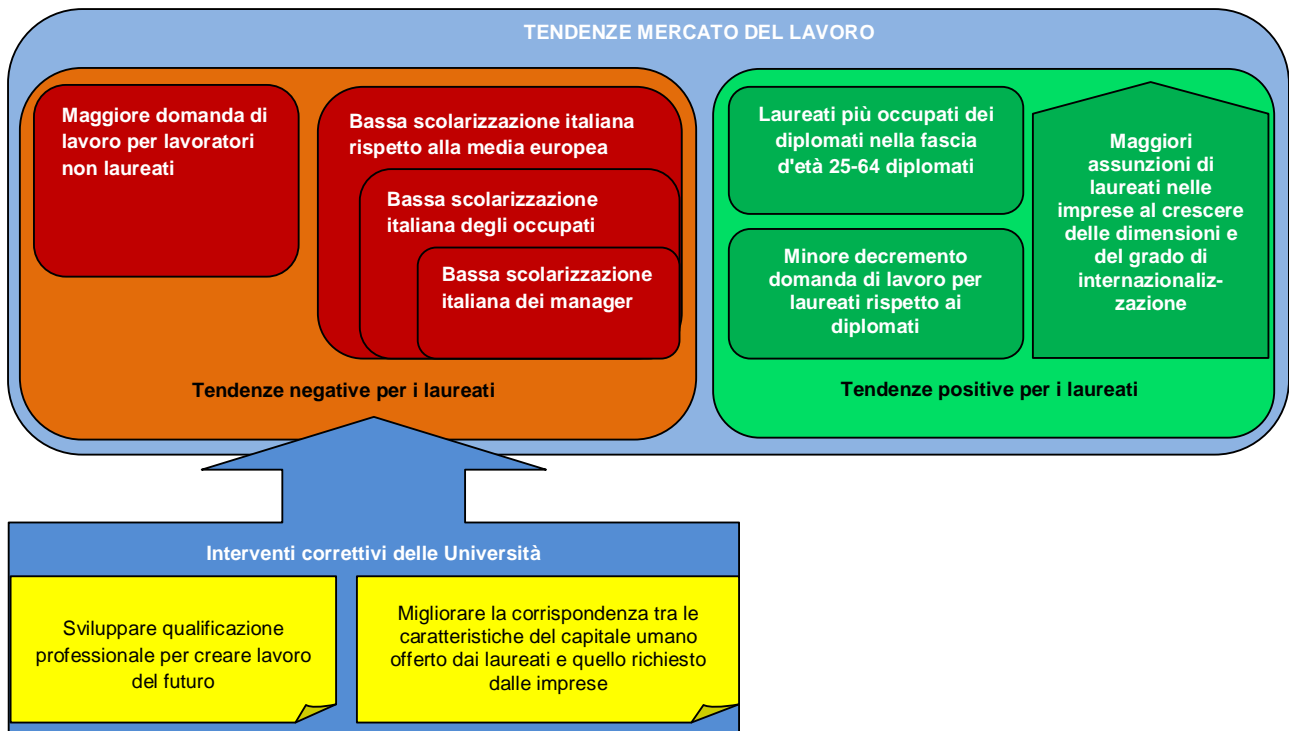 TENDENZE MERCATO DEL LAVORO
Maggiore domanda di
lavoro per lavoratori
non laureati
Bassa scolarizzazione italiana
rispetto alla media europea
Bassa scolarizzazione
italiana degli occupati
Bassa scolarizzazione
italiana dei manager
Tendenze negative per i laureati
Laureati più occupati dei
diplomati nella fascia
d'età 25-64 diplomati
Minore decremento
domanda di lavoro per
laureati rispetto ai
diplomati
Maggiori
assunzioni di
laureati nelle
imprese al crescere
delle dimensioni e
del grado di
internazionaliz-
zazione
Tendenze positive per i laureati
Interventi correttivi delle Università
Sviluppare qualificazione
professionale per creare lavoro
del futuro
Migliorare la corrispondenza tra le
caratteristiche del capitale umano
offerto dai laureati e quello richiesto
dalle imprese